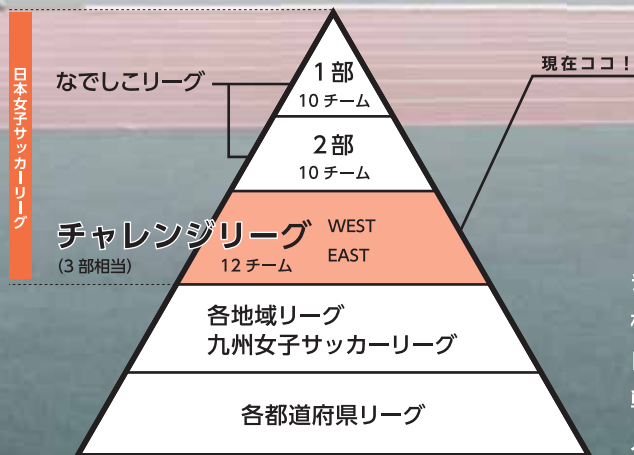 日本女子サッカーリーグ
なでしこリーグ
1部
10チーム
2部
10チーム
現在ココ！
チャレンジリーグ
(3部相当)
12チーム
WEST
EAST
各地域リーグ
九州女子サッカーリーグ
各都道府県リーグ